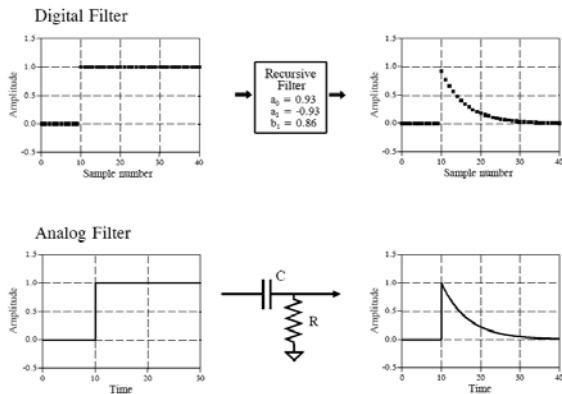 Digital Filter
1.5
1.0
0.5
0.0
-0.5
0 10 20 30 40
Amplitude
Sample number
Recursive
Filter
a₀ = 0.93
a₁ = -0.93
b₁ = 0.86
1.5
1.0
0.5
0.0
-0.5
0 10 20 30 40
Amplitude
Sample number
Analog Filter
1.5
1.0
0.5
0.0
-0.5
0 10 20 30
Amplitude
Time
C
R
1.5
1.0
0.5
0.0
-0.5
0 10 20 30 40
Amplitude
Time